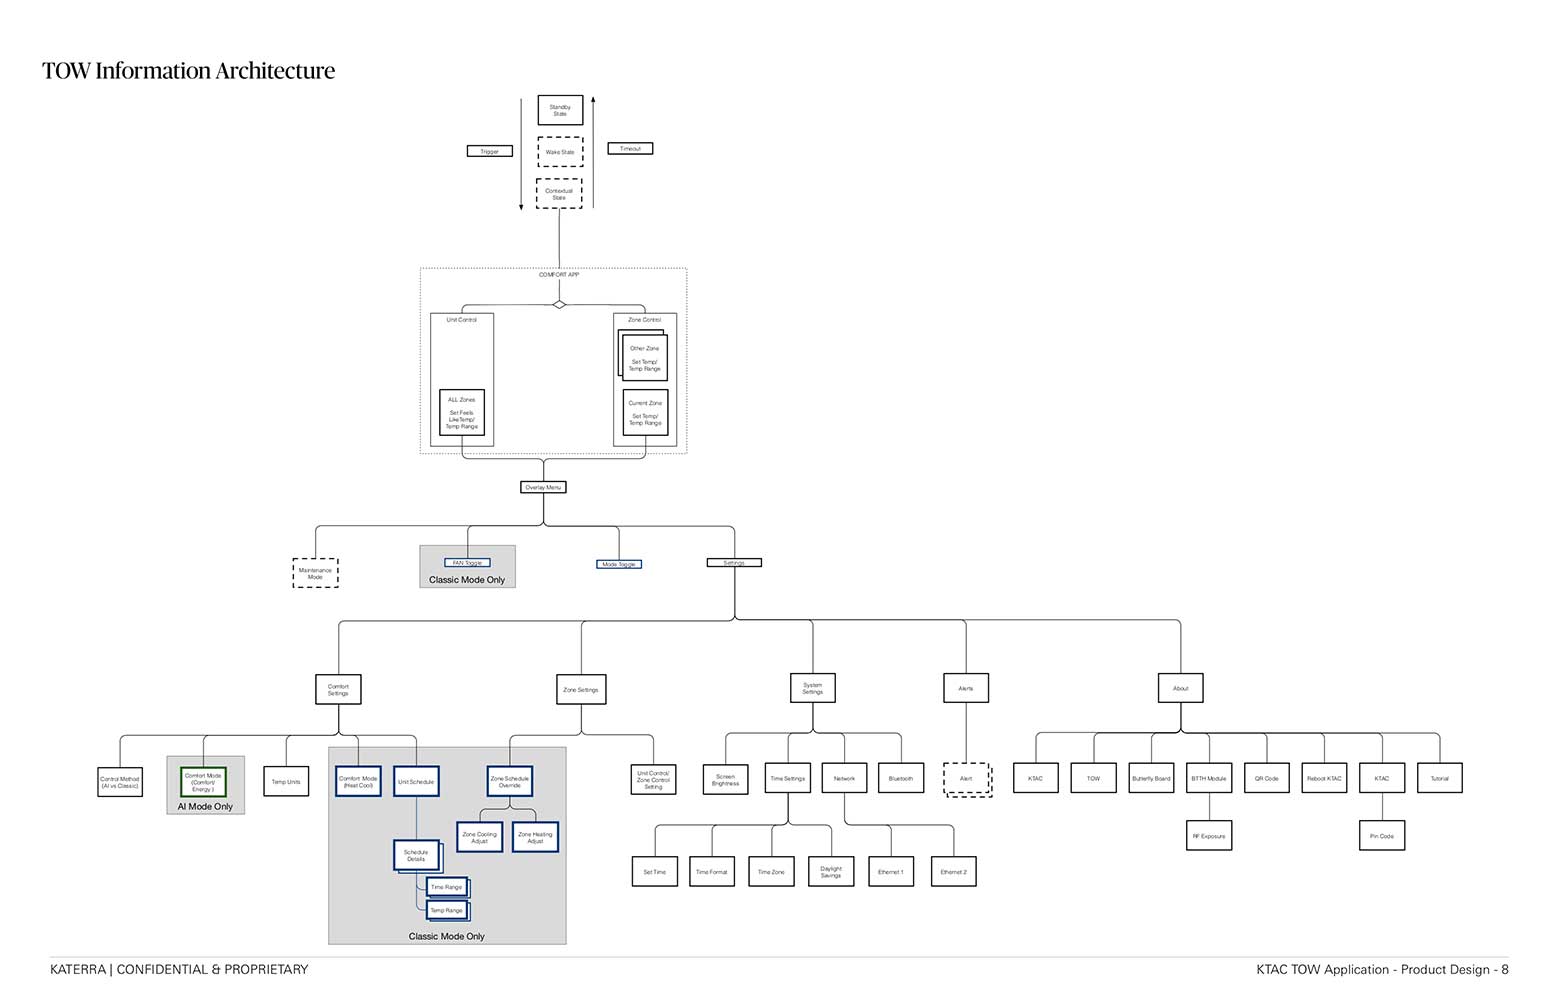 TOW Information Architecture
Standby
State
Trigger
Wake State
Timeout
Contextual
State
COMFORT APP
Unit Control
Zone Control
Other Zone
Set Temp/
Temp Range
ALL Zones
Set Feels
LikeTemp/
Temp Range
Current Zone
Set Temp/
Temp Range
Overlay Menu
Maintenance
Mode
FAN Toggle
Classic Mode Only
Mode Toggle
Settings
Comfort
Settings
Zone Settings
System
Settings
Alerts
About
Control Method
(AI vs Classic)
Comfort Mode
(Comfort/
Energy )
AI Mode Only
Temp Units
Comfort Mode
(Heat Cool)
Unit Schedule
Zone Schedule
Override
Unit Control/
Zone Control
Setting
Screen
Brightness
Time Settings
Network
Bluetooth
Alert
KTAC
TOW
Butterfly Board
BTTH Module
QR Code
Reboot KTAC
KTAC
Tutorial
Zone Cooling
Adjust
Zone Heating
Adjust
RF Exposure
Pin Code
Schedule
Details
Time Range
Temp Range
Classic Mode Only
Set Time
Time Format
Time Zone
Daylight
Savings
Ethernet 1
Ethernet 2
KATERRA | CONFIDENTIAL & PROPRIETARY
KTAC TOW Application - Product Design - 8